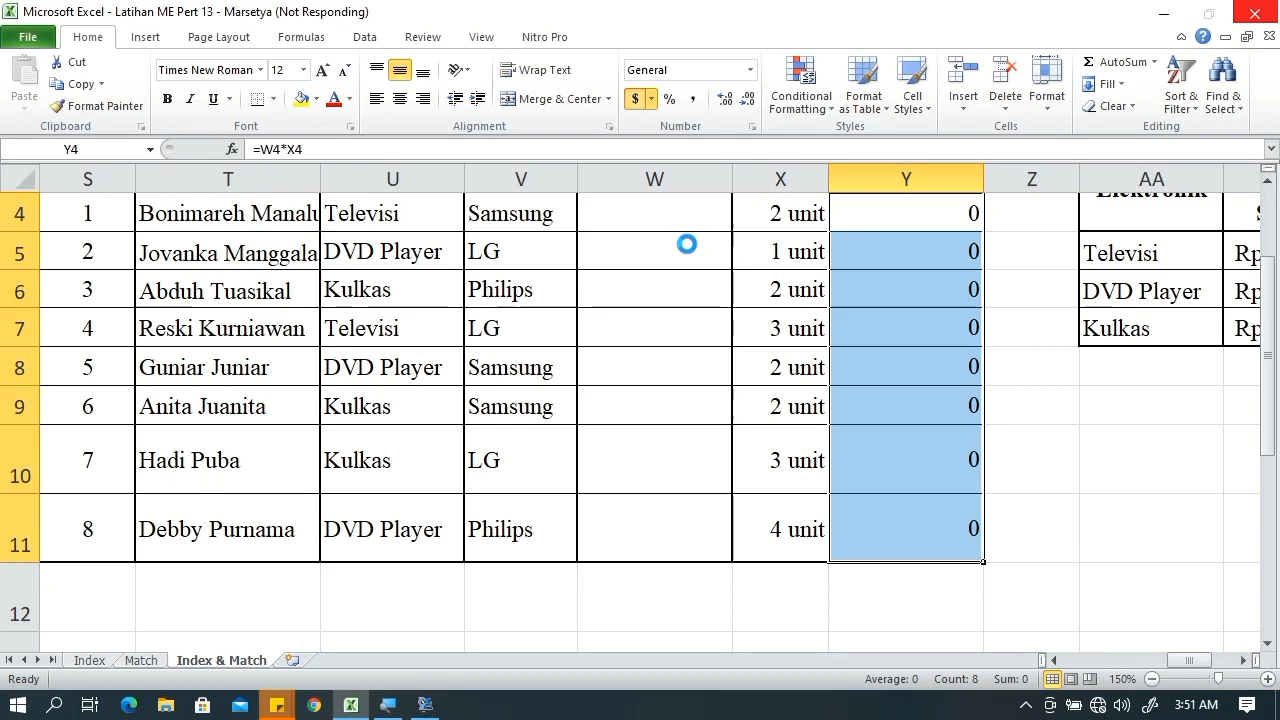 Microsoft Excel - Latihan ME Pert 13 - Marsetya (Not Responding)
File Home Insert Page Layout Formulas Data Review View Nitro Pro
Paste
Cut
Copy
Format Painter
Clipboard
Times New Roman 12
B I U
Font
Wrap Text
Merge & Center
Alignment
General
$ % ,
Number
Conditional Formatting
Format as Table
Cell Styles
Styles
Insert Delete Format
Cells
AutoSum
Fill
Clear
Sort & Filter
Find & Select
Editing
Y4 fx =W4*X4
S T U V W X Y Z AA
Elektronik
4 1 Bonimareh Manalu Televisi Samsung 2 unit 0
5 2 Jovanka Manggala DVD Player LG 1 unit 0 Televisi Rp
6 3 Abduh Tuasikal Kulkas Philips 2 unit 0 DVD Player Rp
7 4 Reski Kurniawan Televisi LG 3 unit 0 Kulkas Rp
8 5 Guniar Juniar DVD Player Samsung 2 unit 0
9 6 Anita Juanita Kulkas Samsung 2 unit 0
10 7 Hadi Puba Kulkas LG 3 unit 0
11 8 Debby Purnama DVD Player Philips 4 unit 0
12
Index Match Index & Match
Ready Average: 0 Count: 8 Sum: 0 150%
3:51 AM